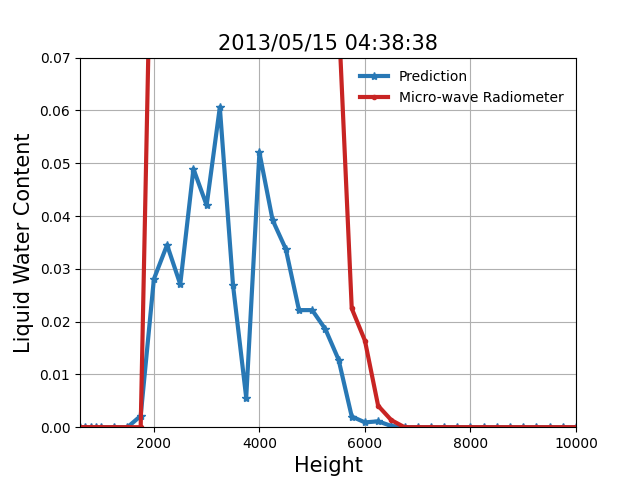 2013/05/15 04:38:38
Liquid Water Content
0.07
0.06
0.05
0.04
0.03
0.02
0.01
0.00
Prediction
Micro-wave Radiometer
2000 4000 6000 8000 10000
Height